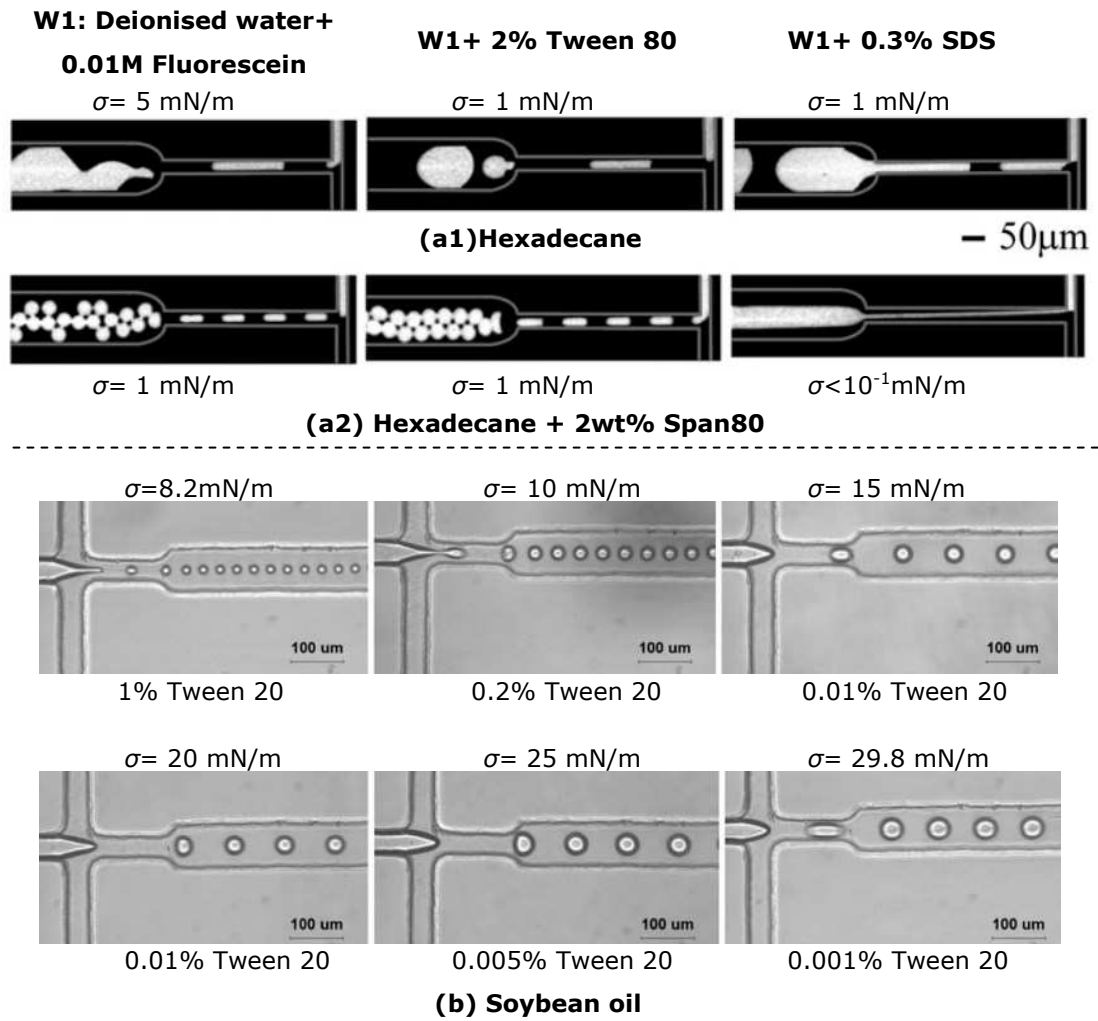 W1: Deionised water+
0.01M Fluorescein
W1+ 2% Tween 80
W1+ 0.3% SDS
σ= 5 mN/m
σ= 1 mN/m
σ= 1 mN/m
(a1)Hexadecane
50μm
σ= 1 mN/m
σ= 1 mN/m
σ<10⁻¹mN/m
(a2) Hexadecane + 2wt% Span80
σ=8.2mN/m
σ= 10 mN/m
σ= 15 mN/m
100 um
100 um
100 um
1% Tween 20
0.2% Tween 20
0.01% Tween 20
σ= 20 mN/m
σ= 25 mN/m
σ= 29.8 mN/m
100 um
100 um
100 um
0.01% Tween 20
0.005% Tween 20
0.001% Tween 20
(b) Soybean oil